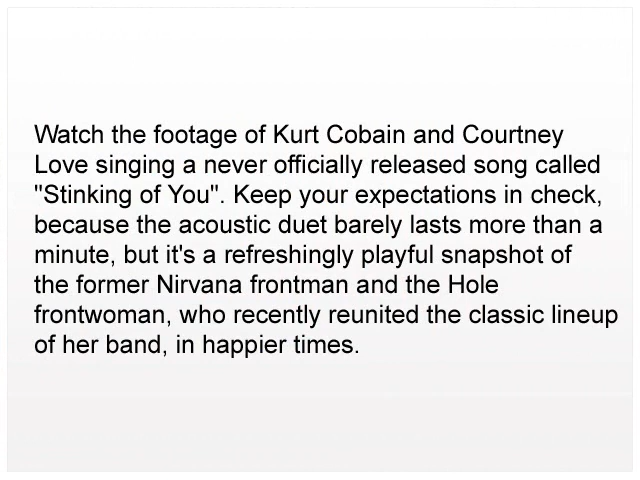 Watch the footage of Kurt Cobain and Courtney
Love singing a never officially released song called
"Stinking of You". Keep your expectations in check,
because the acoustic duet barely lasts more than a
minute, but it's a refreshingly playful snapshot of
the former Nirvana frontman and the Hole
frontwoman, who recently reunited the classic lineup
of her band, in happier times.